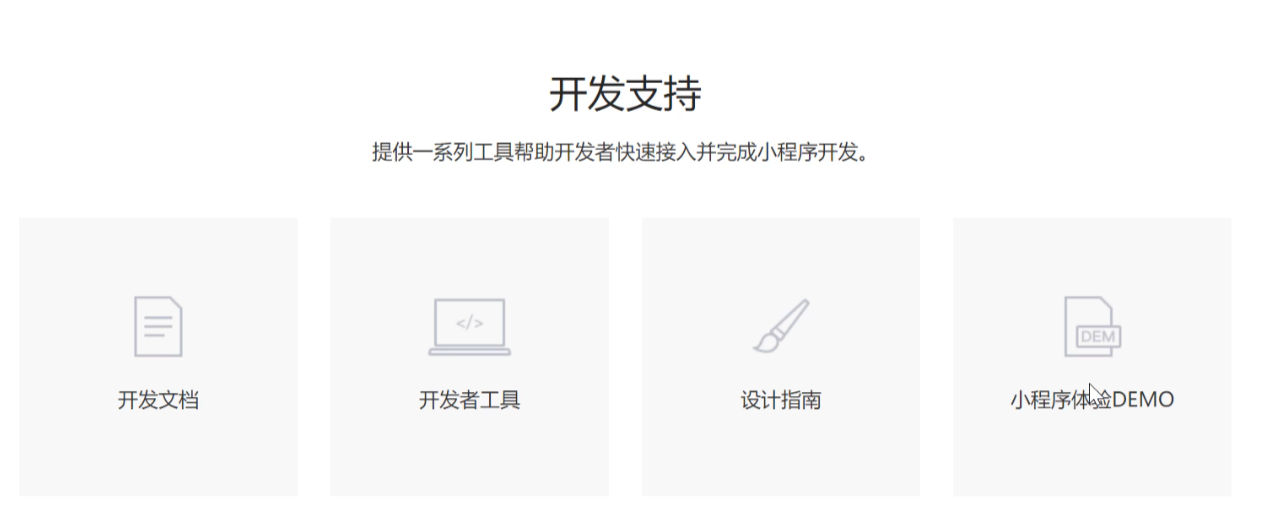 开发支持
提供一系列工具帮助开发者快速接入并完成小程序开发。
</>
DEM
开发文档
开发者工具
设计指南
小程序体验DEMO